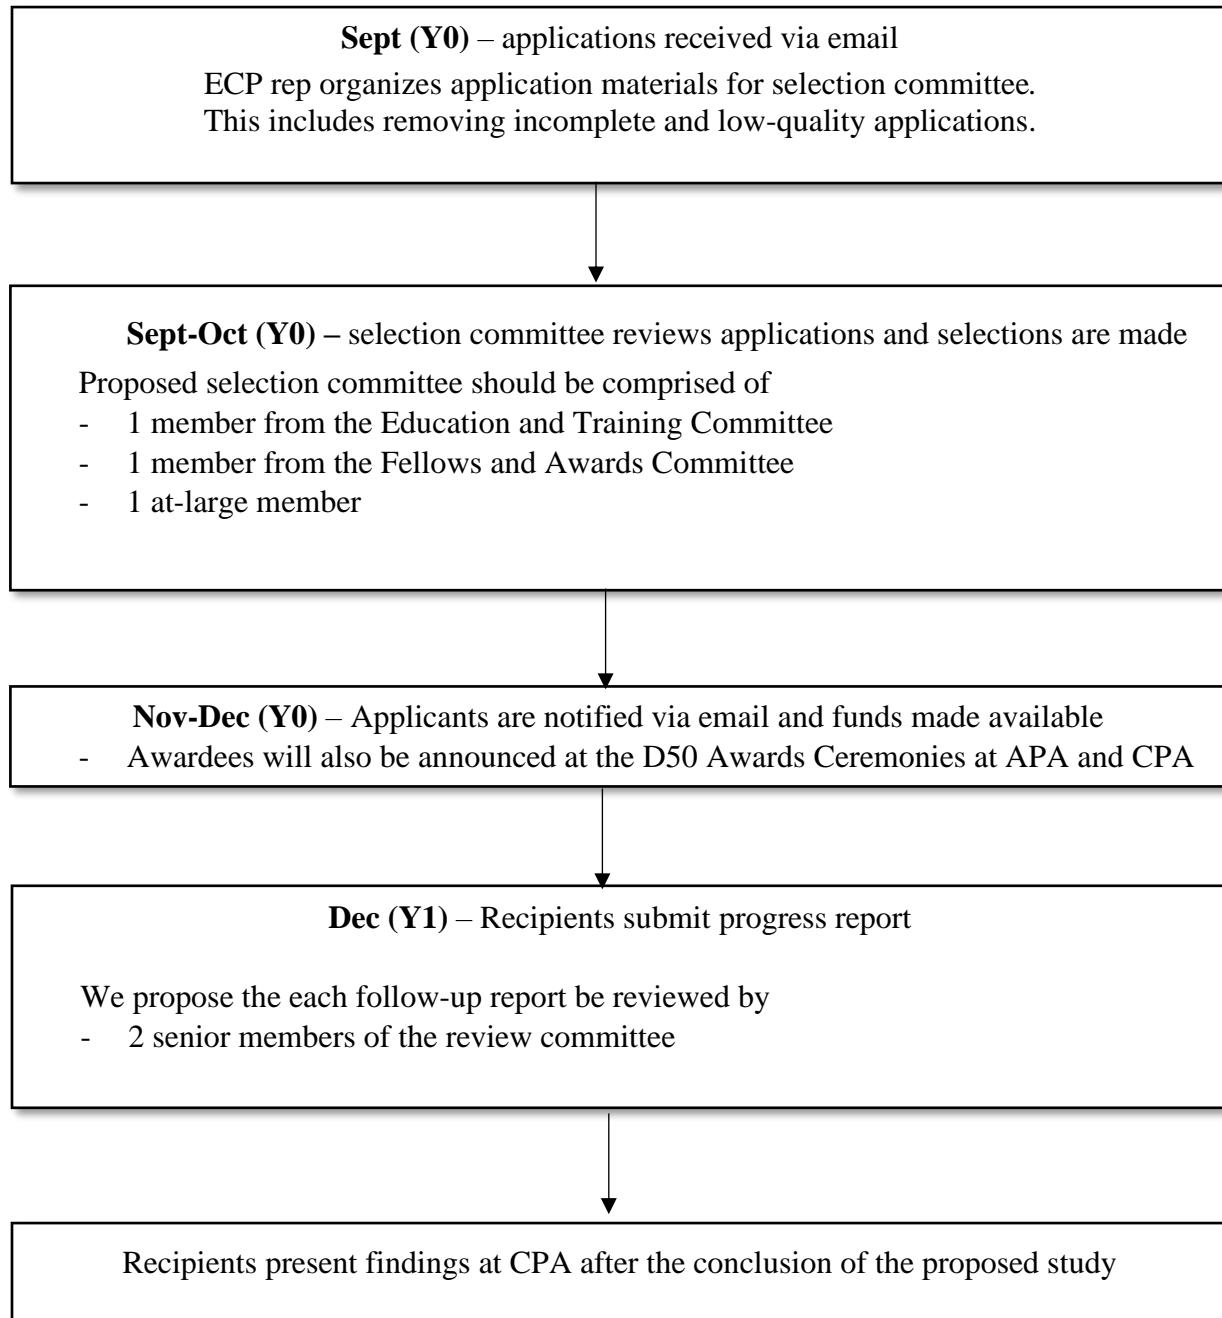 Sept (Y0) – applications received via email
ECP rep organizes application materials for selection committee.
This includes removing incomplete and low-quality applications.
Sept-Oct (Y0) – selection committee reviews applications and selections are made
Proposed selection committee should be comprised of
- 1 member from the Education and Training Committee
- 1 member from the Fellows and Awards Committee
- 1 at-large member
Nov-Dec (Y0) – Applicants are notified via email and funds made available
- Awardees will also be announced at the D50 Awards Ceremonies at APA and CPA
Dec (Y1) – Recipients submit progress report
We propose the each follow-up report be reviewed by
- 2 senior members of the review committee
Recipients present findings at CPA after the conclusion of the proposed study